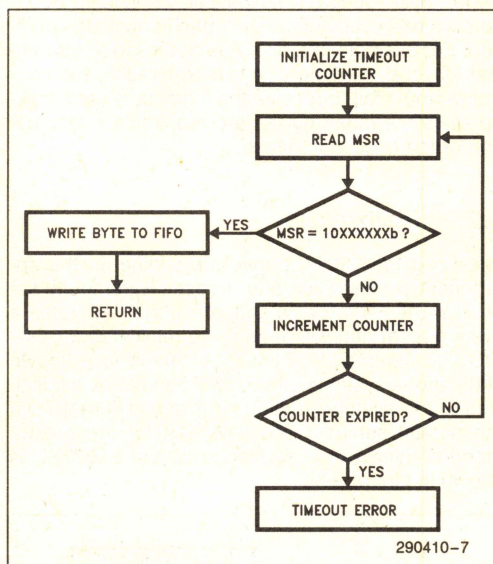 INITIALIZE TIMEOUT
COUNTER
READ MSR
MSR = 10XXXXXXb ?
YES
WRITE BYTE TO FIFO
RETURN
NO
INCREMENT COUNTER
COUNTER EXPIRED?
NO
YES
TIMEOUT ERROR
290410-7